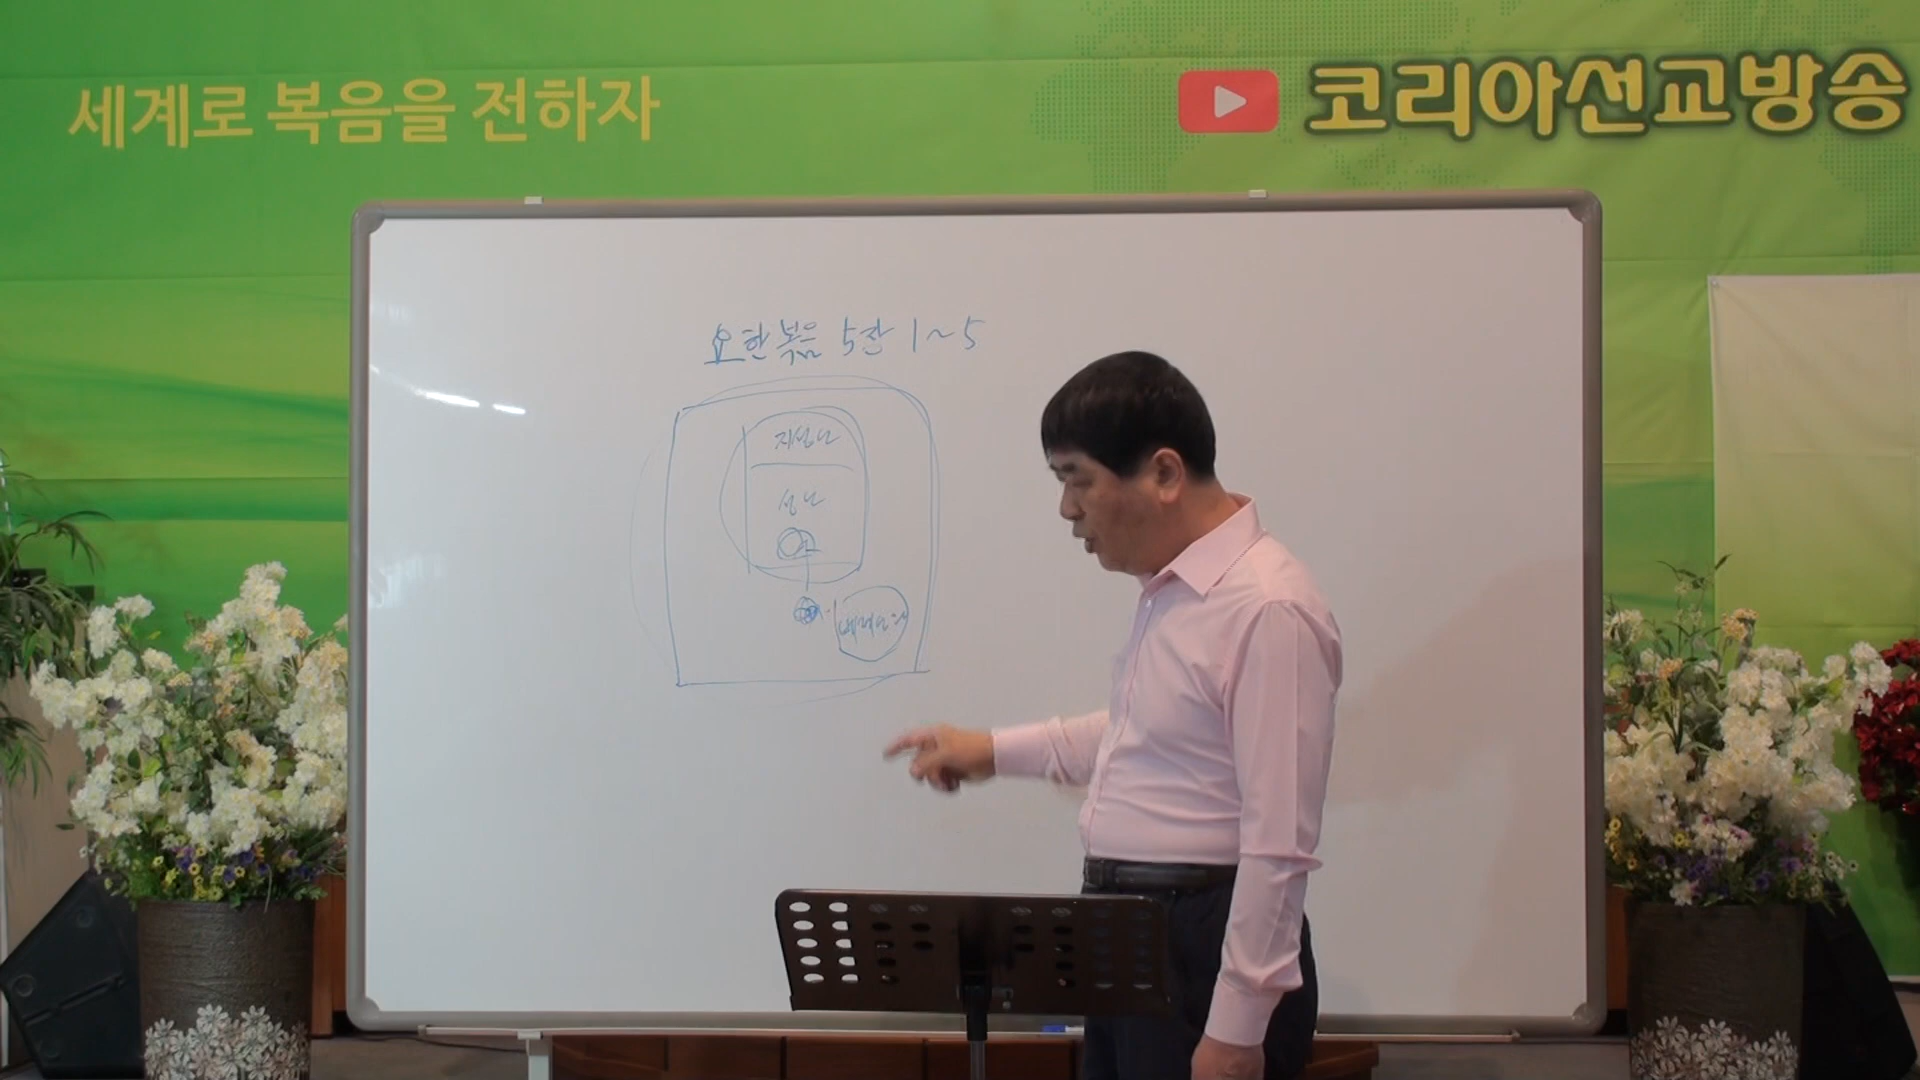 세계로 복음을 전하자
코리아선교방송
요한복음 5장 1~5
지성소
성소